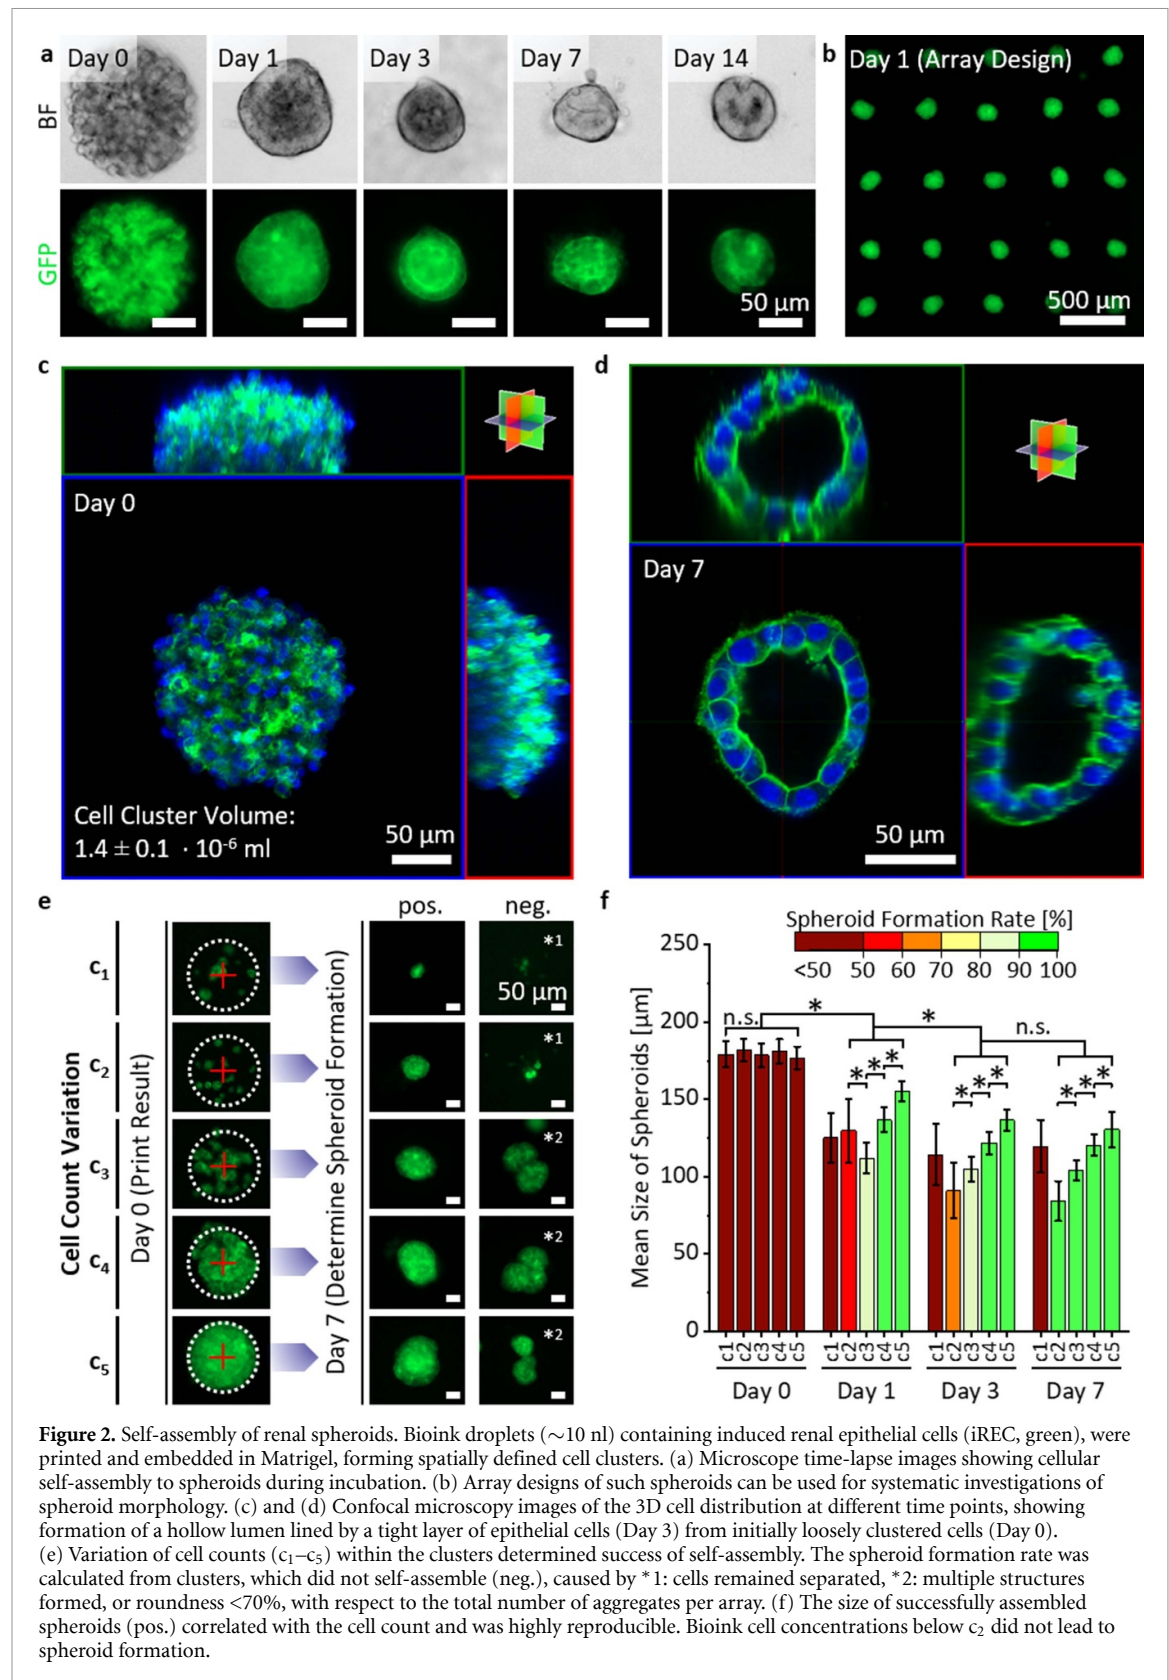 a
Day 0
Day 1
Day 3
Day 7
Day 14
BF
GFP
50 µm
b
Day 1 (Array Design)
500 µm
c
Day 0
Cell Cluster Volume:
1.4 ± 0.1 · 10-6 ml
50 µm
d
Day 7
50 µm
e
pos.
neg.
Cell Count Variation
Day 0 (Print Result)
Day 7 (Determine Spheroid Formation)
c1
*1
50 µm
c2
*1
c3
*2
c4
*2
c5
*2
f
Spheroid Formation Rate [%]
<50 50 60 70 80 90 100
Mean Size of Spheroids [µm]
250
200
150
100
50
0
n.s.
*
*
n.s.
* * *
* * *
* * *
c1 c2 c3 c4 c5 c1 c2 c3 c4 c5 c1 c2 c3 c4 c5 c1 c2 c3 c4 c5
Day 0 Day 1 Day 3 Day 7
Figure 2. Self-assembly of renal spheroids. Bioink droplets (∼10 nl) containing induced renal epithelial cells (iREC, green), were
printed and embedded in Matrigel, forming spatially defined cell clusters. (a) Microscope time-lapse images showing cellular
self-assembly to spheroids during incubation. (b) Array designs of such spheroids can be used for systematic investigations of
spheroid morphology. (c) and (d) Confocal microscopy images of the 3D cell distribution at different time points, showing
formation of a hollow lumen lined by a tight layer of epithelial cells (Day 3) from initially loosely clustered cells (Day 0).
(e) Variation of cell counts (c1–c5) within the clusters determined success of self-assembly. The spheroid formation rate was
calculated from clusters, which did not self-assemble (neg.), caused by *1: cells remained separated, *2: multiple structures
formed, or roundness <70%, with respect to the total number of aggregates per array. (f) The size of successfully assembled
spheroids (pos.) correlated with the cell count and was highly reproducible. Bioink cell concentrations below c2 did not lead to
spheroid formation.